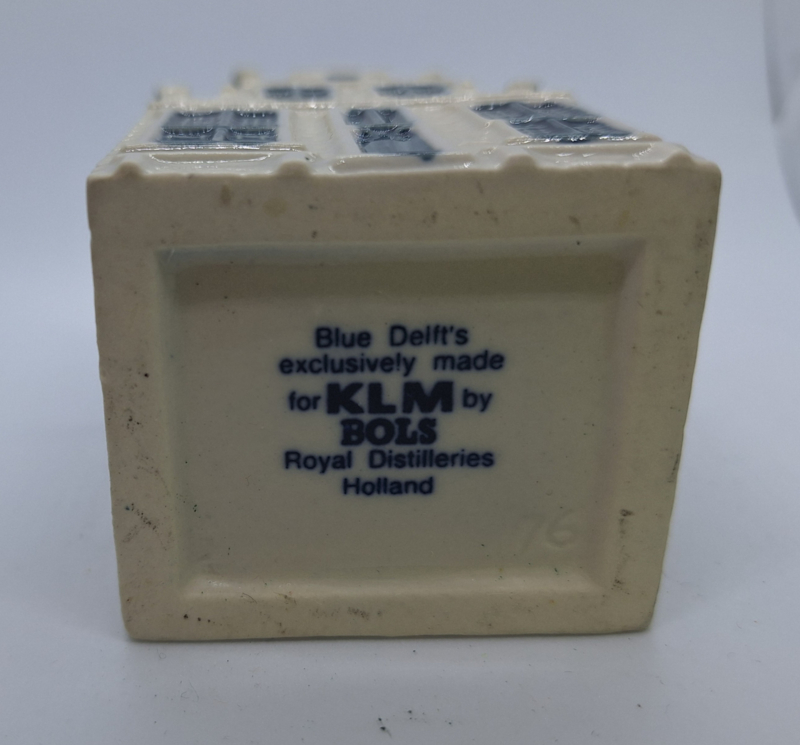 Blue Delft's
exclusively made
for KLM by
BOLS
Royal Distilleries
Holland
76